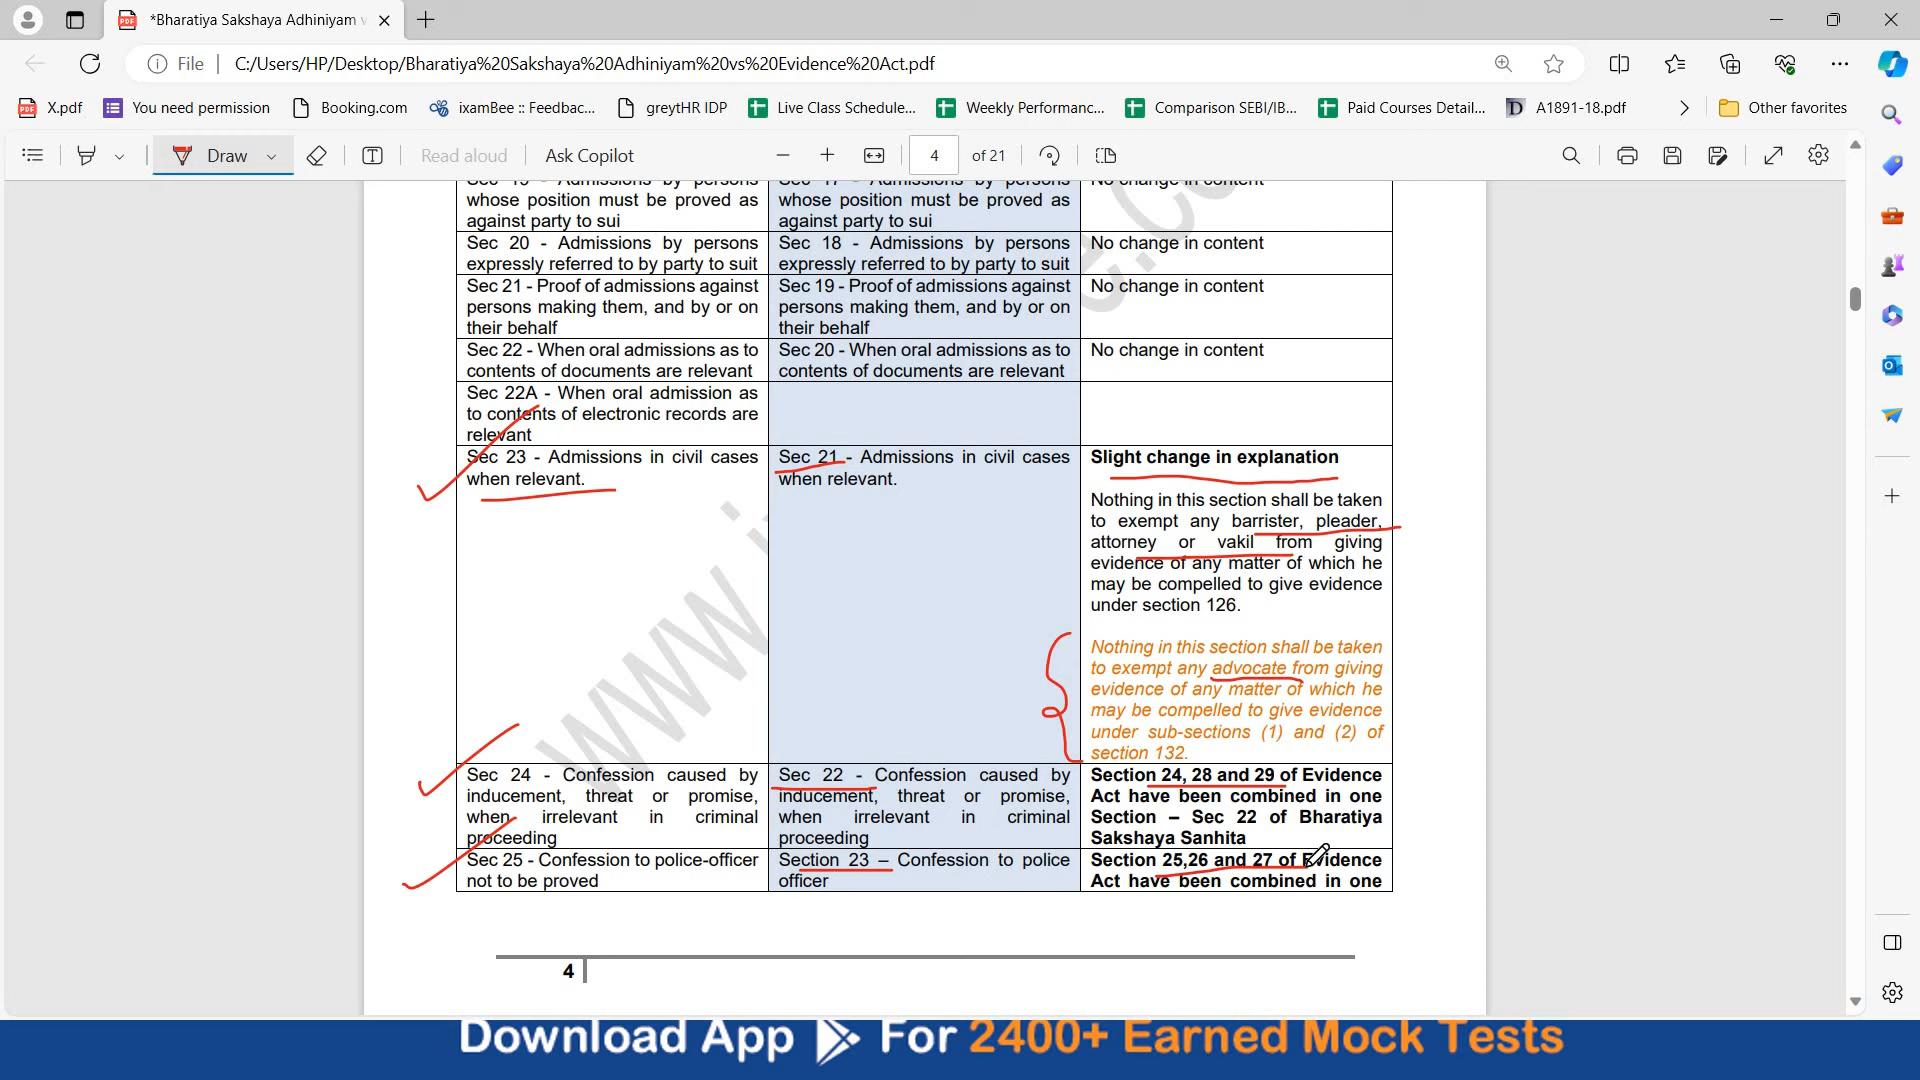 *Bharatiya Sakshaya Adhiniyam v
File
C:/Users/HP/Desktop/Bharatiya%20Sakshaya%20Adhiniyam%20vs%20Evidence%20Act.pdf
X.pdf
You need permission
Booking.com
ixamBee :: Feedbac...
greytHR IDP
Live Class Schedule...
Weekly Performanc...
Comparison SEBI/IB...
Paid Courses Detail...
A1891-18.pdf
Other favorites
Draw
Read aloud
Ask Copilot
4
of 21
Sec 19 - Admissions by persons
whose position must be proved as
against party to sui
Sec 17 - Admissions by persons
whose position must be proved as
against party to sui
No change in content
Sec 20 - Admissions by persons
expressly referred to by party to suit
Sec 18 - Admissions by persons
expressly referred to by party to suit
No change in content
Sec 21 - Proof of admissions against
persons making them, and by or on
their behalf
Sec 19 - Proof of admissions against
persons making them, and by or on
their behalf
No change in content
Sec 22 - When oral admissions as to
contents of documents are relevant
Sec 20 - When oral admissions as to
contents of documents are relevant
No change in content
Sec 22A - When oral admission as
to contents of electronic records are
relevant
Sec 23 - Admissions in civil cases
when relevant.
Sec 21 - Admissions in civil cases
when relevant.
Slight change in explanation
Nothing in this section shall be taken
to exempt any barrister, pleader,
attorney or vakil from giving
evidence of any matter of which he
may be compelled to give evidence
under section 126.
Nothing in this section shall be taken
to exempt any advocate from giving
evidence of any matter of which he
may be compelled to give evidence
under sub-sections (1) and (2) of
section 132.
Sec 24 - Confession caused by
inducement, threat or promise,
when irrelevant in criminal
proceeding
Sec 22 - Confession caused by
inducement, threat or promise,
when irrelevant in criminal
proceeding
Section 24, 28 and 29 of Evidence
Act have been combined in one
Section – Sec 22 of Bharatiya
Sakshaya Sanhita
Sec 25 - Confession to police-officer
not to be proved
Section 23 – Confession to police
officer
Section 25,26 and 27 of Evidence
Act have been combined in one
4
Download App For 2400+ Earned Mock Tests